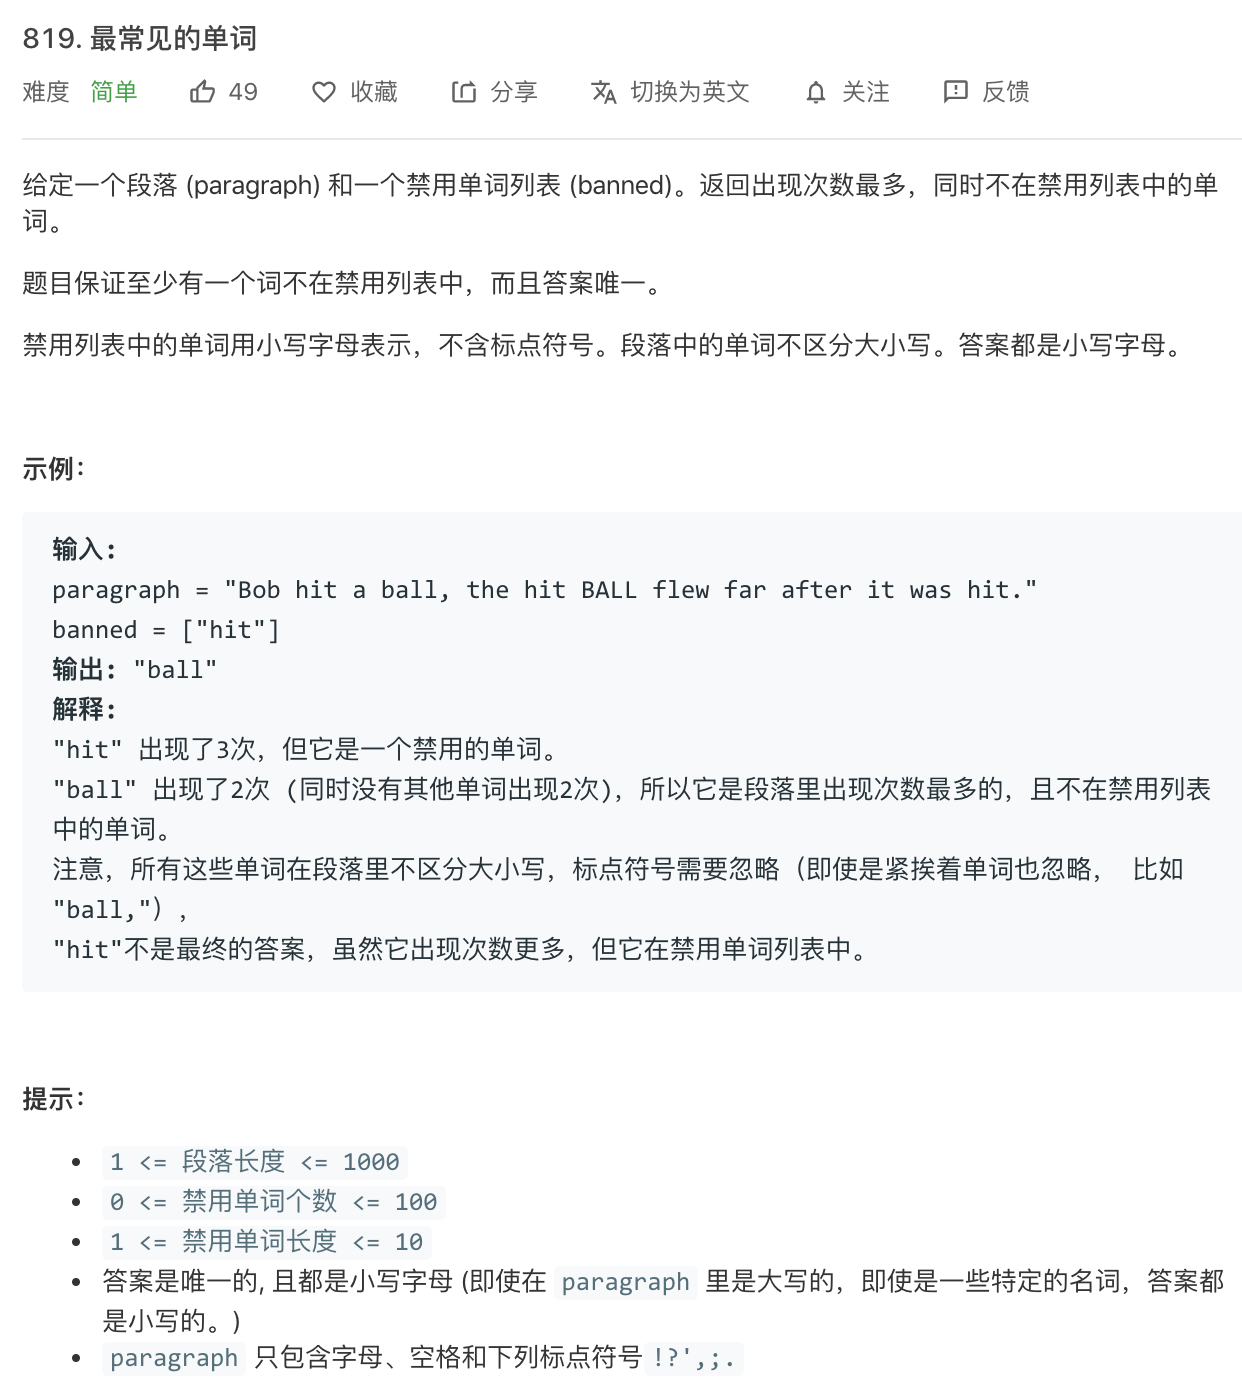 819. 最常见的单词
难度 简单 49 收藏 分享 切换为英文 关注 反馈
给定一个段落 (paragraph) 和一个禁用单词列表 (banned)。返回出现次数最多，同时不在禁用列表中的单
词。
题目保证至少有一个词不在禁用列表中，而且答案唯一。
禁用列表中的单词用小写字母表示，不含标点符号。段落中的单词不区分大小写。答案都是小写字母。
示例：
输入:
paragraph = "Bob hit a ball, the hit BALL flew far after it was hit."
banned = ["hit"]
输出: "ball"
解释:
"hit" 出现了3次，但它是一个禁用的单词。
"ball" 出现了2次 (同时没有其他单词出现2次)，所以它是段落里出现次数最多的，且不在禁用列表
中的单词。
注意，所有这些单词在段落里不区分大小写，标点符号需要忽略（即使是紧挨着单词也忽略， 比如
"ball,"），
"hit"不是最终的答案，虽然它出现次数更多，但它在禁用单词列表中。
提示：
• 1 <= 段落长度 <= 1000
• 0 <= 禁用单词个数 <= 100
• 1 <= 禁用单词长度 <= 10
• 答案是唯一的, 且都是小写字母 (即使在 paragraph 里是大写的，即使是一些特定的名词，答案都
是小写的。)
• paragraph 只包含字母、空格和下列标点符号!?',;.